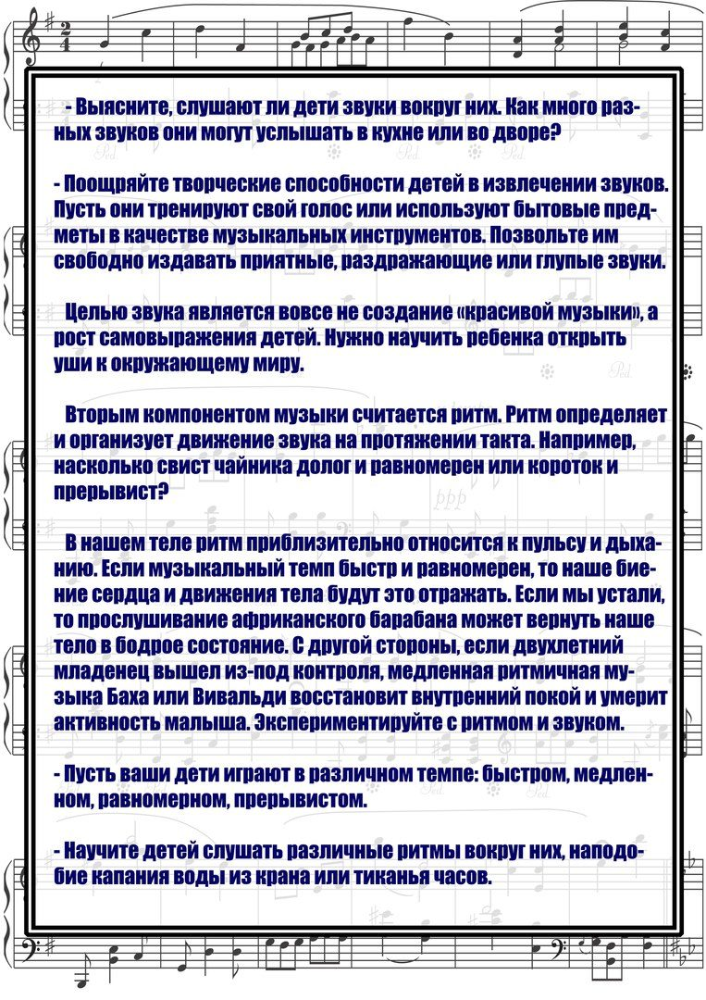 - Выясните, слушают ли дети звуки вокруг них. Как много раз-
ных звуков они могут услышать в кухне или во дворе?
- Поощряйте творческие способности детей в извлечении звуков.
Пусть они тренируют свой голос или используют бытовые пред-
меты в качестве музыкальных инструментов. Позвольте им
свободно издавать приятные, раздражающие или глупые звуки.
Целью звука является вовсе не создание «красивой музыки», а
рост самовыражения детей. Нужно научить ребенка открыть
уши к окружающему миру.
Вторым компонентом музыки считается ритм. Ритм определяет
и организует движение звука на протяжении такта. Например,
насколько свист чайника долог и равномерен или короток и
прерывист?
В нашем теле ритм приблизительно относится к пульсу и дыха-
нию. Если музыкальный темп быстр и равномерен, то наше бие-
ние сердца и движения тела будут это отражать. Если мы устали,
то прослушивание африканского барабана может вернуть наше
тело в бодрое состояние. С другой стороны, если двухлетний
младенец вышел из-под контроля, медленная ритмичная му-
зыка Баха или Вивальди восстановит внутренний покой и умерит
активность малыша. Экспериментируйте с ритмом и звуком.
- Пусть ваши дети играют в различном темпе: быстром, медлен-
ном, равномерном, прерывистом.
- Научите детей слушать различные ритмы вокруг них, наподо-
бие капания воды из крана или тиканья часов.